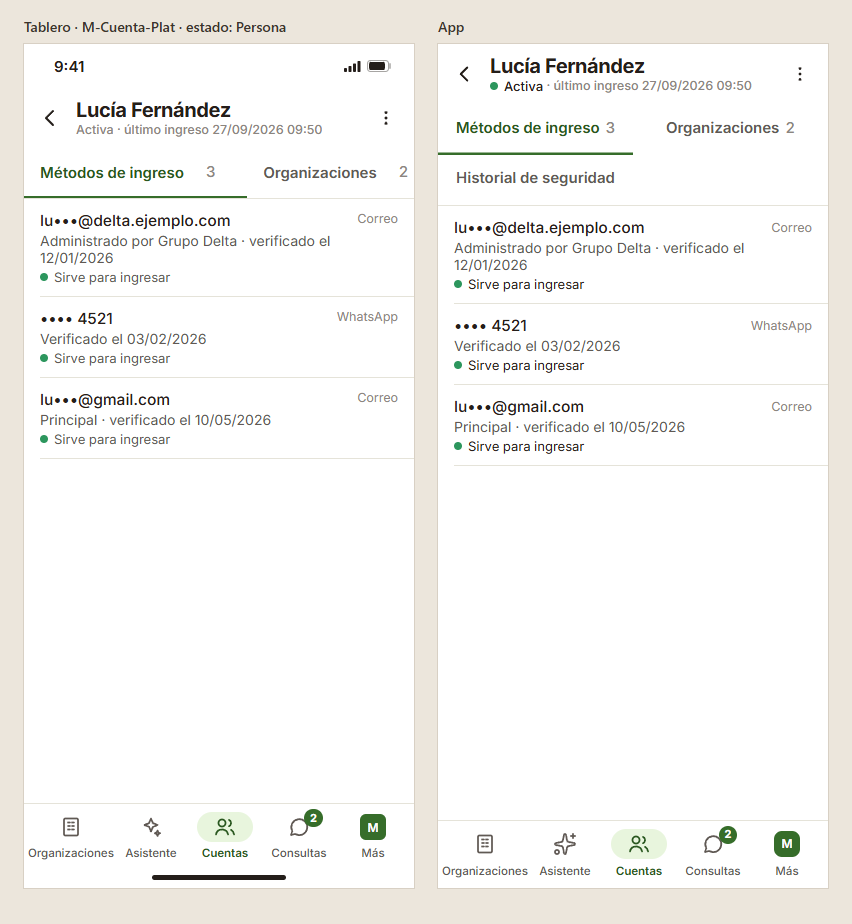 Tablero · M-Cuenta-Plat · estado: Persona
9:41
Lucía Fernández
Activa · último ingreso 27/09/2026 09:50
Métodos de ingreso 3 Organizaciones 2
lu•••@delta.ejemplo.com Correo
Administrado por Grupo Delta · verificado el
12/01/2026
Sirve para ingresar
•••• 4521 WhatsApp
Verificado el 03/02/2026
Sirve para ingresar
lu•••@gmail.com Correo
Principal · verificado el 10/05/2026
Sirve para ingresar
2
M
Organizaciones Asistente Cuentas Consultas Más
App
Lucía Fernández
Activa · último ingreso 27/09/2026 09:50
Métodos de ingreso 3 Organizaciones 2
Historial de seguridad
lu•••@delta.ejemplo.com Correo
Administrado por Grupo Delta · verificado el
12/01/2026
Sirve para ingresar
•••• 4521 WhatsApp
Verificado el 03/02/2026
Sirve para ingresar
lu•••@gmail.com Correo
Principal · verificado el 10/05/2026
Sirve para ingresar
2
M
Organizaciones Asistente Cuentas Consultas Más